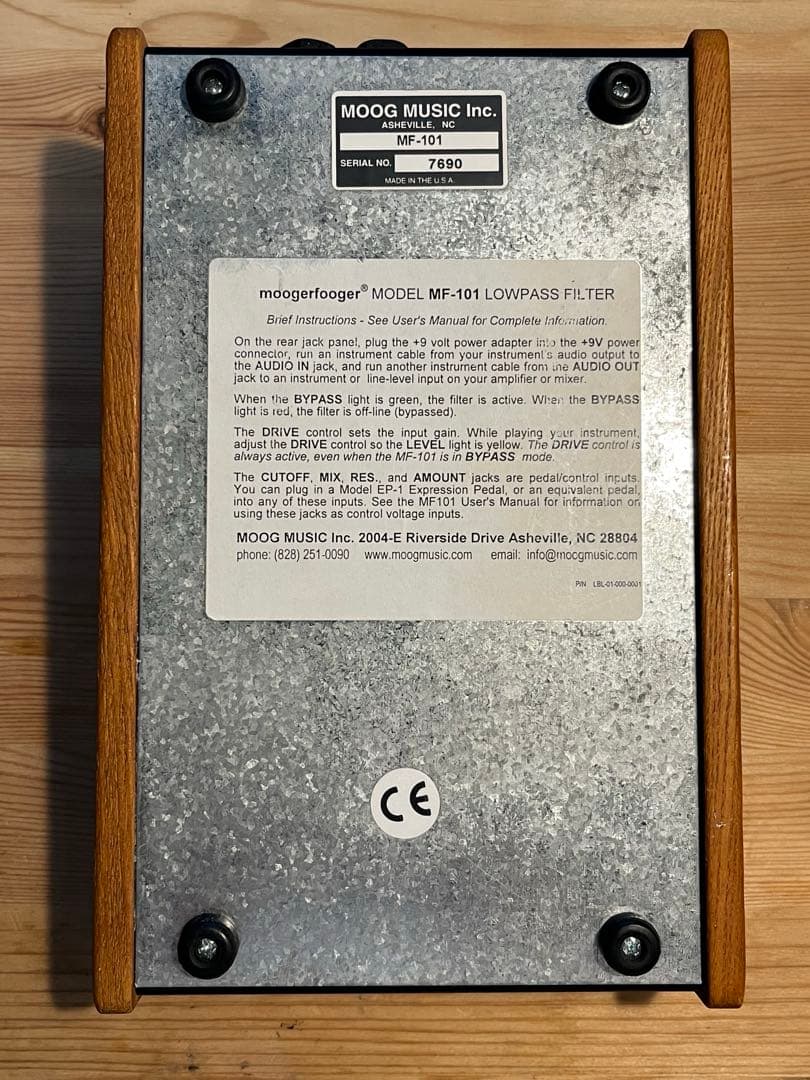 MOOG MUSIC Inc.
ASHEVILLE, NC
MF-101
SERIAL NO. 7690
MADE IN THE U.S.A.
moogerfooger® MODEL MF-101 LOWPASS FILTER
Brief Instructions - See User's Manual for Complete Information.
On the rear jack panel, plug the +9 volt power adapter into the +9V power
connector, run an instrument cable from your instrument's audio output to
the AUDIO IN jack, and run another instrument cable from the AUDIO OUT
jack to an instrument or line-level input on your amplifier or mixer.
When the BYPASS light is green, the filter is active. When the BYPASS
light is red, the filter is off-line (bypassed).
The DRIVE control sets the input gain. While playing your instrument,
adjust the DRIVE control so the LEVEL light is yellow. The DRIVE control is
always active, even when the MF-101 is in BYPASS mode.
The CUTOFF, MIX, RES., and AMOUNT jacks are pedal/control inputs.
You can plug in a Model EP-1 Expression Pedal, or an equivalent pedal,
into any of these inputs. See the MF101 User's Manual for information on
using these jacks as control voltage inputs.
MOOG MUSIC Inc. 2004-E Riverside Drive Asheville, NC 28804
phone: (828) 251-0090 www.moogmusic.com email: info@moogmusic.com
P/N LBL-01-000-0001
CE